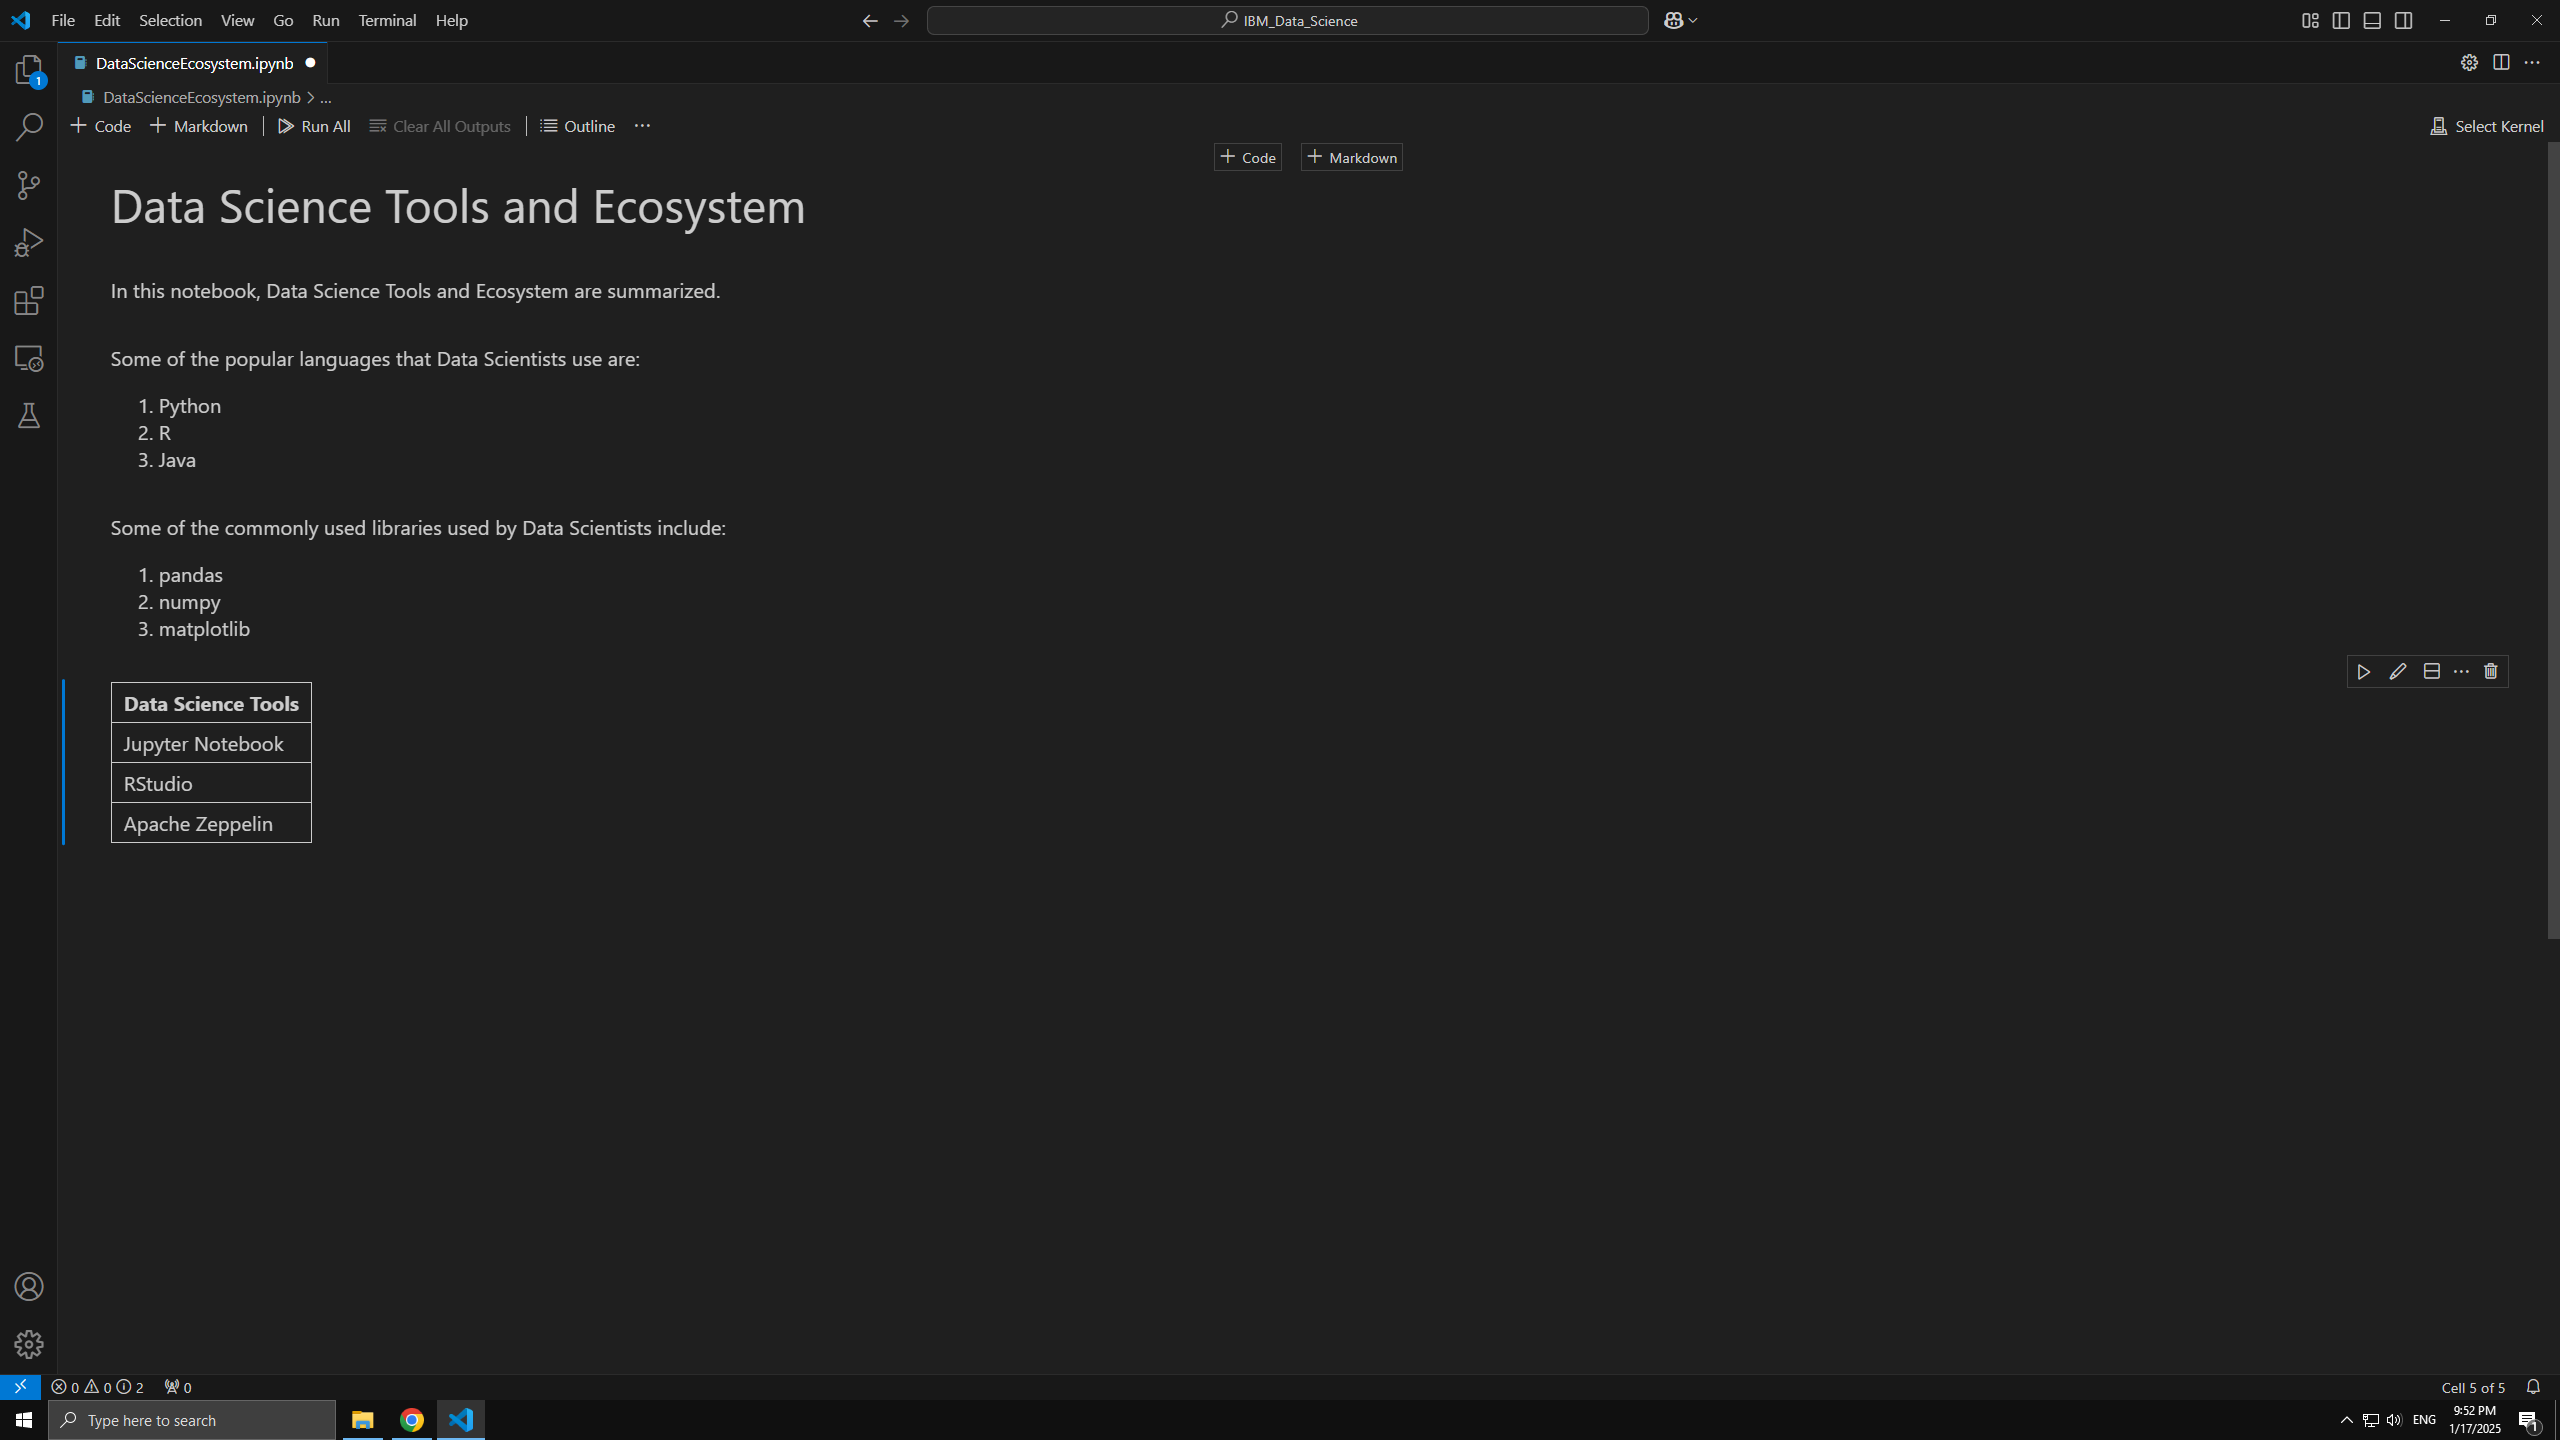 File Edit Selection View Go Run Terminal Help
IBM_Data_Science
1
DataScienceEcosystem.ipynb
DataScienceEcosystem.ipynb > ...
Code Markdown Run All Clear All Outputs Outline ...
Select Kernel
Code Markdown
Data Science Tools and Ecosystem
In this notebook, Data Science Tools and Ecosystem are summarized.
Some of the popular languages that Data Scientists use are:
1. Python
2. R
3. Java
Some of the commonly used libraries used by Data Scientists include:
1. pandas
2. numpy
3. matplotlib
Data Science Tools
Jupyter Notebook
RStudio
Apache Zeppelin
0 0 2 0
Cell 5 of 5
Type here to search
ENG
9:52 PM
1/17/2025
1